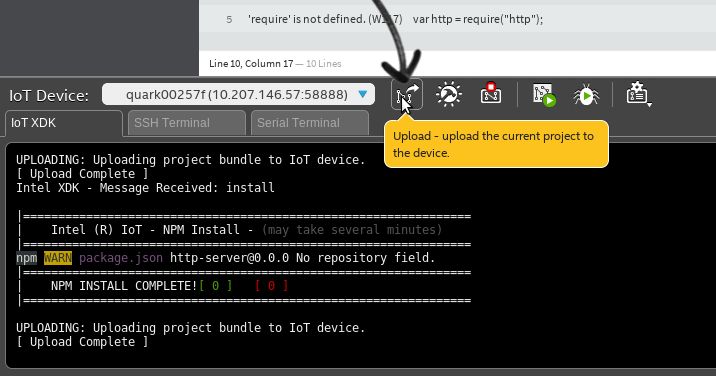 5 'require' is not defined. (W117) var http = require("http");
Line 10, Column 17 — 10 Lines
IoT Device: quark00257f (10.207.146.57:58888)
IoT XDK SSH Terminal Serial Terminal
Upload - upload the current project to
the device.
UPLOADING: Uploading project bundle to IoT device.
[ Upload Complete ]
Intel XDK - Message Received: install
|================================================================
| Intel (R) IoT - NPM Install - (may take several minutes)
|================================================================
npm WARN package.json http-server@0.0.0 No repository field.
|================================================================
| NPM INSTALL COMPLETE![ 0 ] [ 0 ]
|================================================================
UPLOADING: Uploading project bundle to IoT device.
[ Upload Complete ]